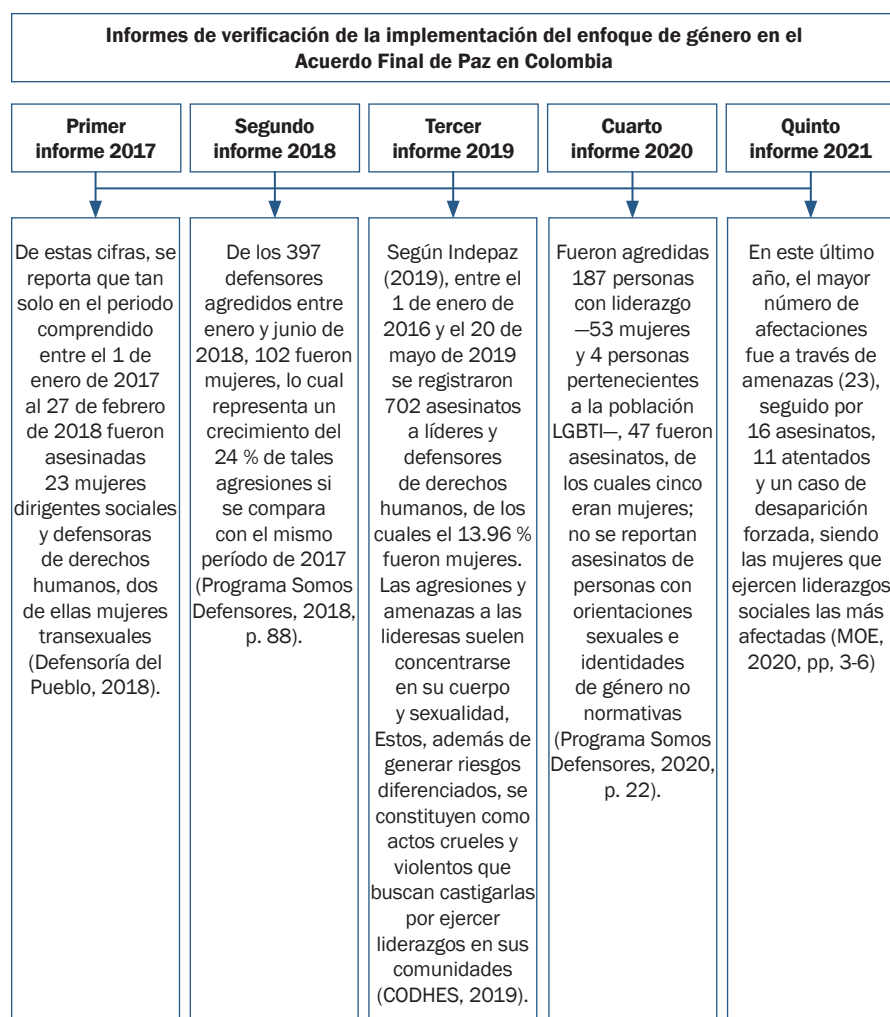 Informes de verificación de la implementación del enfoque de género en el
Acuerdo Final de Paz en Colombia
Primer
informe 2017
Segundo
informe 2018
Tercer
informe 2019
Cuarto
informe 2020
Quinto
informe 2021
De estas cifras, se
reporta que tan
solo en el periodo
comprendido
entre el 1 de
enero de 2017
al 27 de febrero
de 2018 fueron
asesinadas
23 mujeres
dirigentes sociales
y defensoras
de derechos
humanos, dos
de ellas mujeres
transexuales
(Defensoría del
Pueblo, 2018).
De los 397
defensores
agredidos entre
enero y junio de
2018, 102 fueron
mujeres, lo cual
representa un
crecimiento del
24 % de tales
agresiones si
se compara
con el mismo
período de 2017
(Programa Somos
Defensores, 2018,
p. 88).
Según Indepaz
(2019), entre el
1 de enero de
2016 y el 20 de
mayo de 2019
se registraron
702 asesinatos
a líderes y
defensores
de derechos
humanos, de los
cuales el 13.96 %
fueron mujeres.
Las agresiones y
amenazas a las
lideresas suelen
concentrarse
en su cuerpo
y sexualidad,
Estos, además de
generar riesgos
diferenciados, se
constituyen como
actos crueles y
violentos que
buscan castigarlas
por ejercer
liderazgos en sus
comunidades
(CODHES, 2019).
Fueron agredidas
187 personas
con liderazgo
—53 mujeres
y 4 personas
pertenecientes
a la población
LGBTI—, 47 fueron
asesinatos, de
los cuales cinco
eran mujeres;
no se reportan
asesinatos de
personas con
orientaciones
sexuales e
identidades
de género no
normativas
(Programa Somos
Defensores, 2020,
p. 22).
En este último
año, el mayor
número de
afectaciones
fue a través de
amenazas (23),
seguido por
16 asesinatos,
11 atentados
y un caso de
desaparición
forzada, siendo
las mujeres que
ejercen liderazgos
sociales las más
afectadas (MOE,
2020, pp, 3-6)